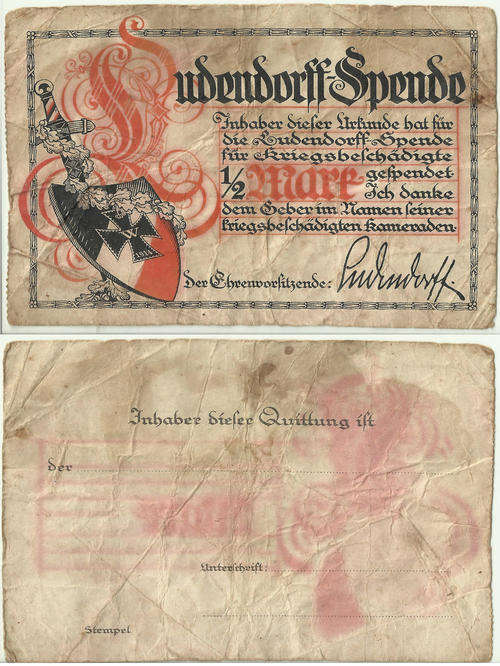 Ludendorff-Spende
Inhaber dieser Urkunde hat für
die Ludendorff-Spende
für Kriegsbeschädigte
1/2 Mark gespendet
Ich danke
dem Geber im Namen seiner
kriegsbeschädigten Kameraden.
Der Ehrenvorsitzende: Ludendorff.
Inhaber dieser Quittung ist
der
Unterschrift:
Stempel